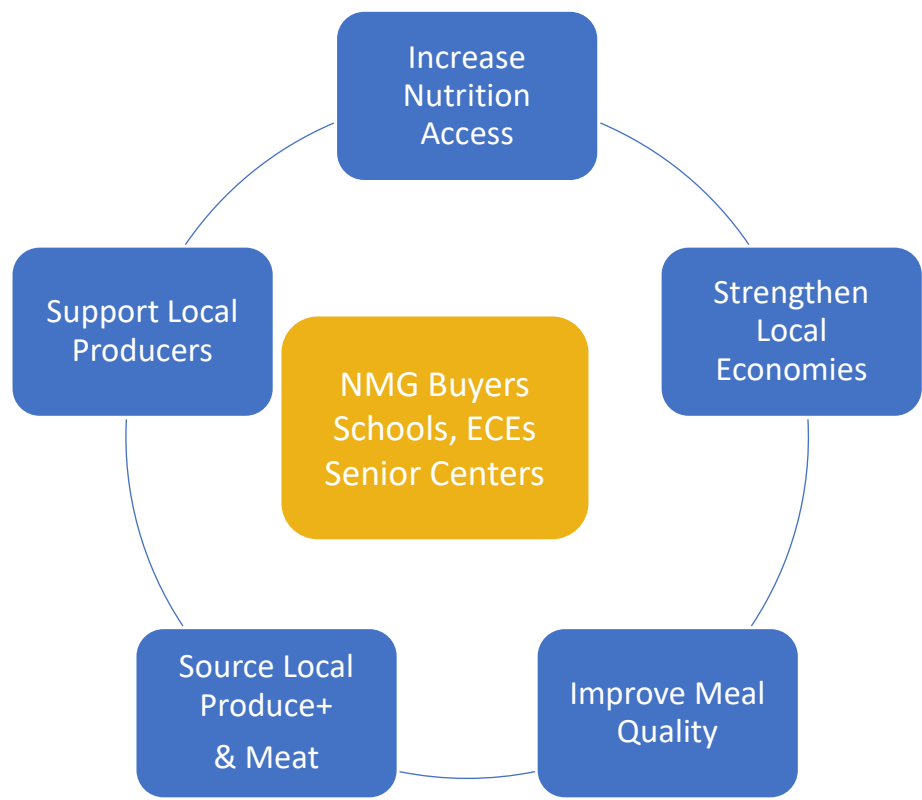 Increase
Nutrition
Access
Support Local
Producers
Strengthen
Local
Economies
NMG Buyers
Schools, ECEs
Senior Centers
Source Local
Produce+
& Meat
Improve Meal
Quality